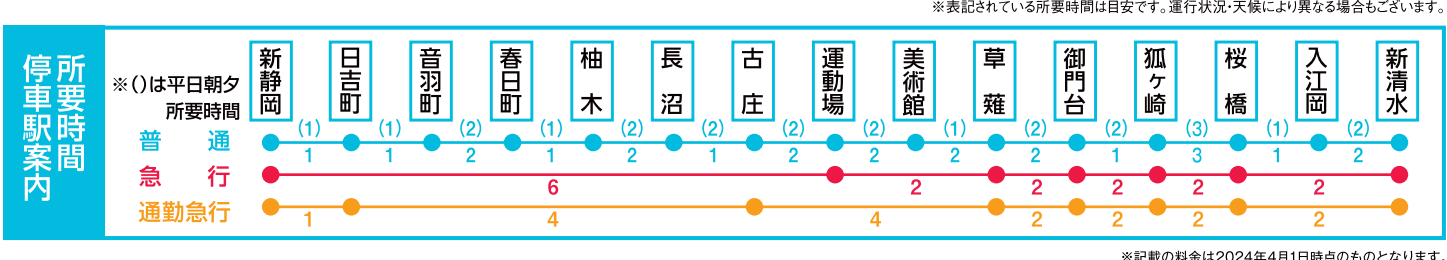 ※表記されている所要時間は目安です。運行状況・天候により異なる場合もございます。
所要時間
停車駅案内
※()は平日朝夕
所要時間
新静岡 日吉町 音羽町 春日町 柚木 長沼 古庄 運動場 美術館 草薙 御門台 狐ヶ崎 桜橋 入江岡 新清水
(1) (1) (2) (1) (2) (2) (2) (2) (1) (2) (2) (3) (1) (2)
普通
1 1 2 1 2 1 2 2 2 2 1 3 1 2
急行
6 2 2 2 2 2
通勤急行
1 4 4 2 2 2 2
※記載の料金は2024年4月1日時点のものとなります。